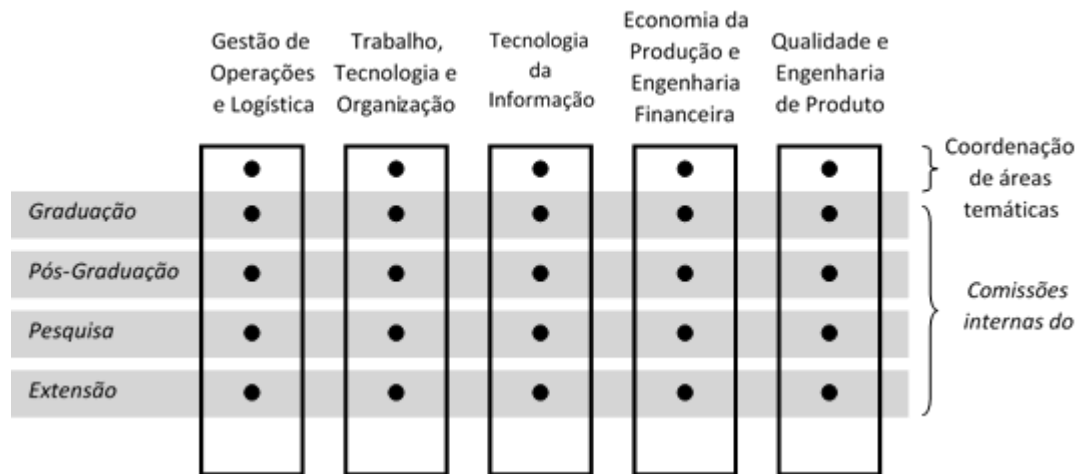 Gestão de
Operações
e Logística
Trabalho,
Tecnologia e
Organização
Tecnologia
da
Informação
Economia da
Produção e
Engenharia
Financeira
Qualidade e
Engenharia
de Produto
Coordenação
de áreas
temáticas
Graduação
Pós-Graduação
Pesquisa
Extensão
Comissões
internas do